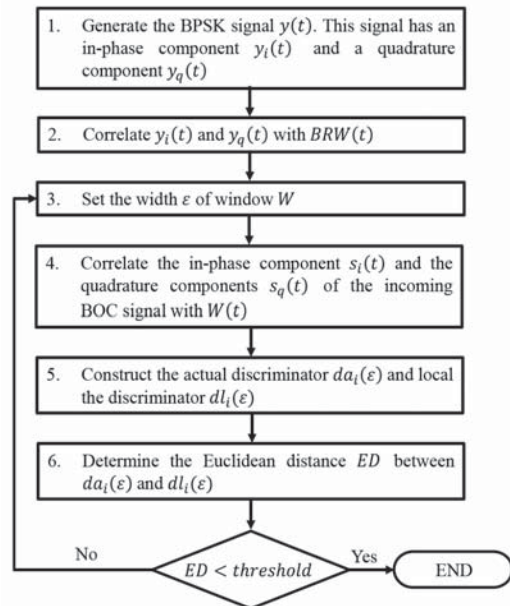 1. Generate the BPSK signal y(t). This signal has an
in-phase component y_i(t) and a quadrature
component y_q(t)
2. Correlate y_i(t) and y_q(t) with BRW(t)
3. Set the width ε of window W
4. Correlate the in-phase component s_i(t) and the
quadrature components s_q(t) of the incoming
BOC signal with W(t)
5. Construct the actual discriminator da_i(ε) and local
the discriminator dl_i(ε)
6. Determine the Euclidean distance ED between
da_i(ε) and dl_i(ε)
No
ED < threshold
Yes
END